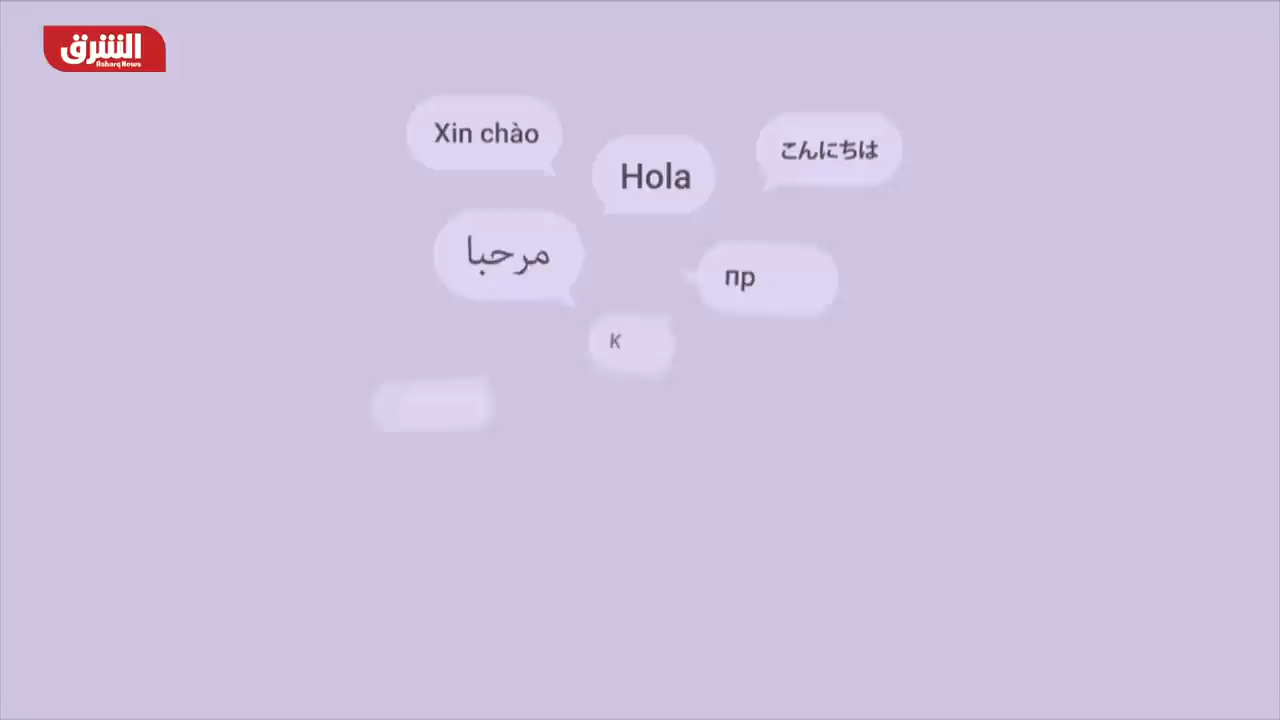 الشرق
Asharq News
Xin chào
Hola
こんにちは
مرحبا
пр
K